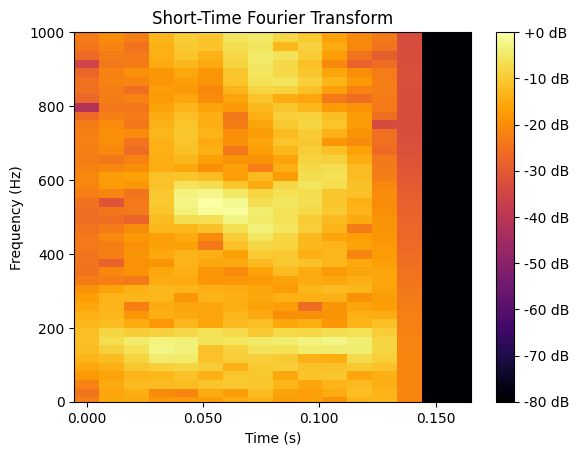 Short-Time Fourier Transform
1000
800
600
400
200
0
Frequency (Hz)
0.000
0.050
0.100
0.150
Time (s)
+0 dB
-10 dB
-20 dB
-30 dB
-40 dB
-50 dB
-60 dB
-70 dB
-80 dB